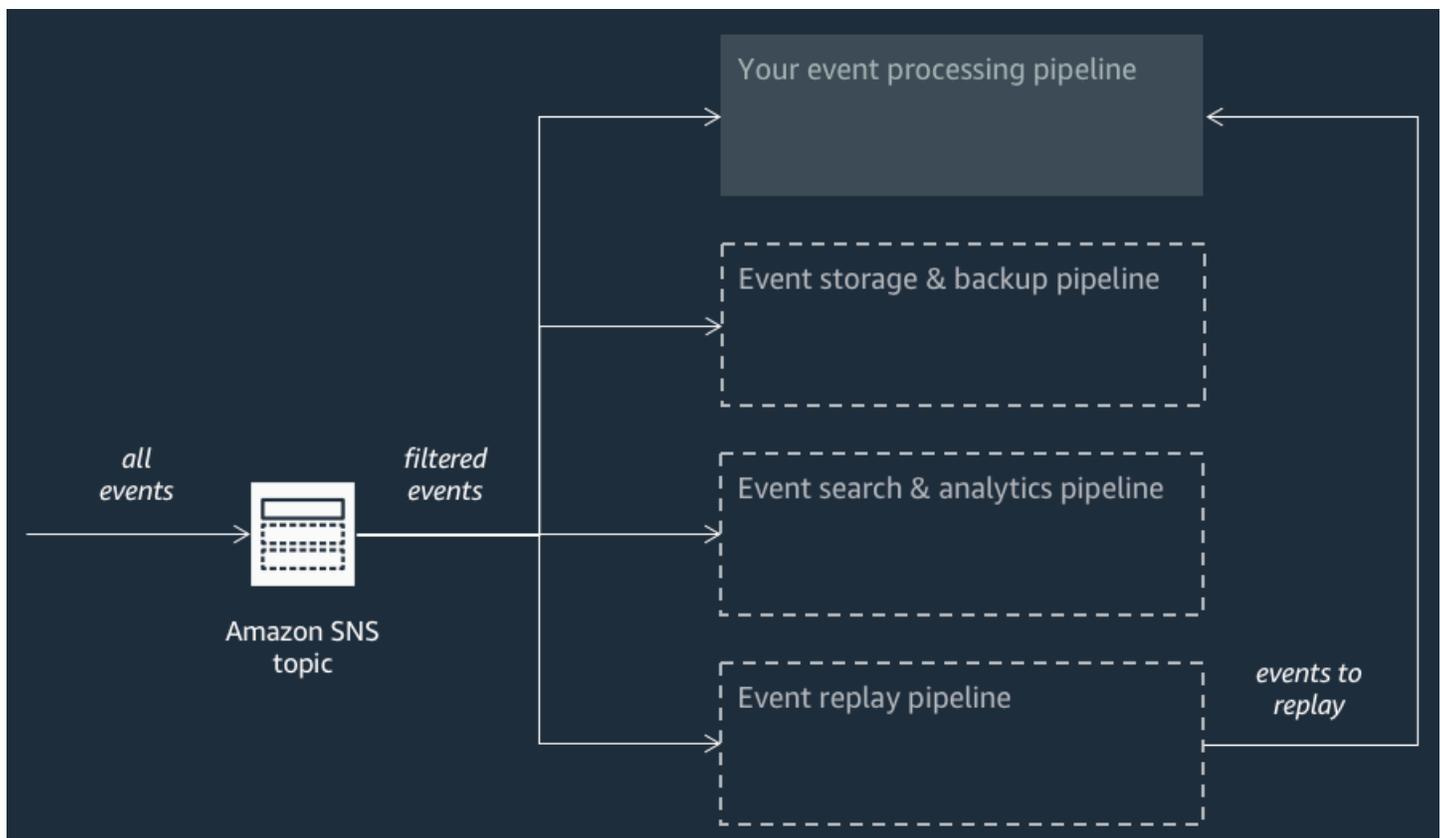 Your event processing pipeline
Event storage & backup pipeline
all
events
filtered
events
Event search & analytics pipeline
Amazon SNS
topic
Event replay pipeline
events to
replay